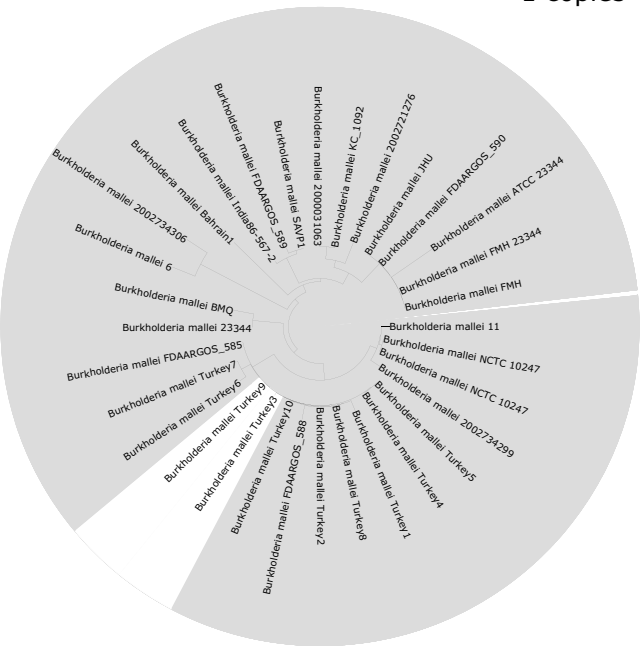 copies
Burkholderia mallei 2000031063
Burkholderia mallei KC_1092
Burkholderia mallei 2002721276
Burkholderia mallei JHU
Burkholderia mallei FDAARGOS_590
Burkholderia mallei ATCC 23344
Burkholderia mallei FMH 23344
Burkholderia mallei FMH
Burkholderia mallei 11
Burkholderia mallei NCTC 10247
Burkholderia mallei NCTC 10247
Burkholderia mallei 2002734299
Burkholderia mallei Turkey5
Burkholderia mallei Turkey4
Burkholderia mallei Turkey1
Burkholderia mallei Turkey8
Burkholderia mallei Turkey2
Burkholderia mallei FDAARGOS_588
Burkholderia mallei Turkey10
Burkholderia mallei Turkey3
Burkholderia mallei Turkey9
Burkholderia mallei Turkey6
Burkholderia mallei Turkey7
Burkholderia mallei FDAARGOS_585
Burkholderia mallei 23344
Burkholderia mallei BMQ
Burkholderia mallei 6
Burkholderia mallei 2002734306
Burkholderia mallei Bahrain1
Burkholderia mallei India86-567-2
Burkholderia mallei FDAARGOS_589
Burkholderia mallei SAVP1